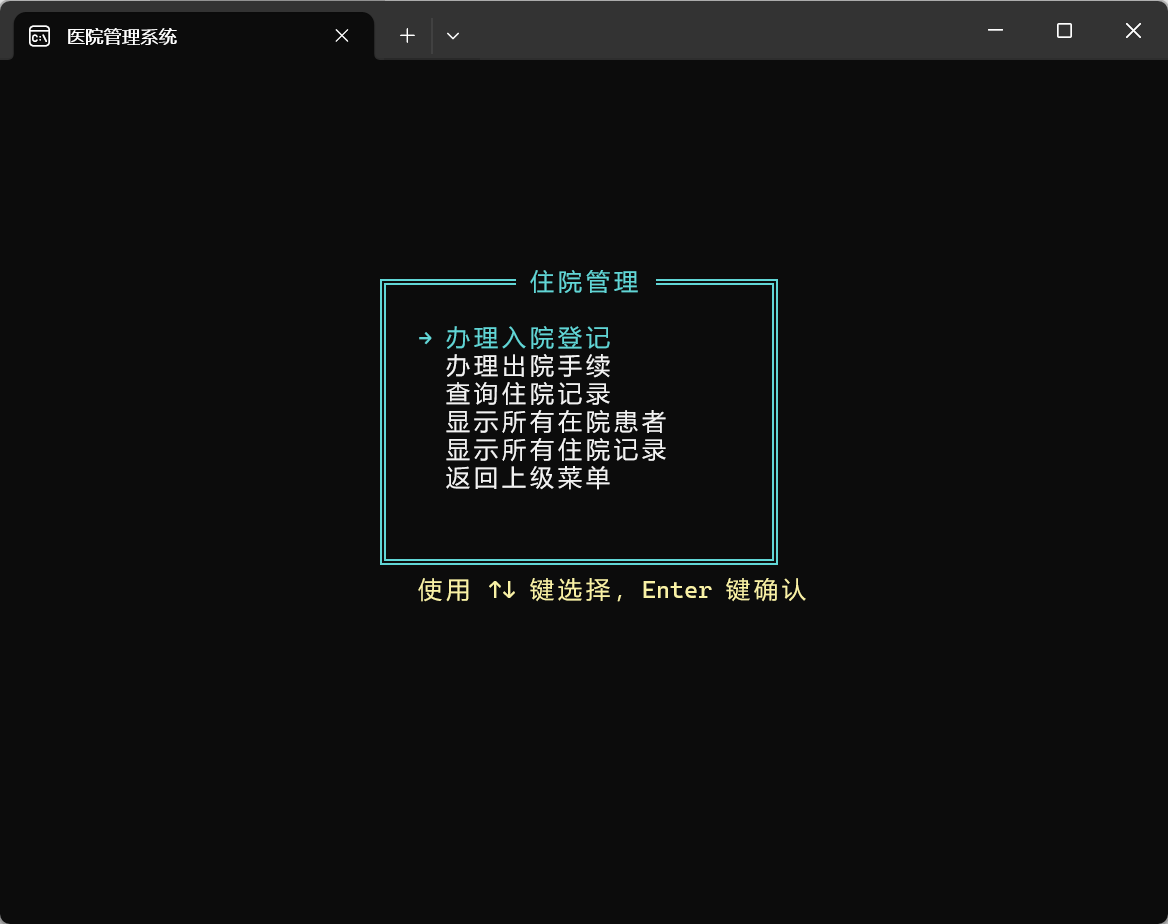 医院管理系统
住院管理
→ 办理入院登记
办理出院手续
查询住院记录
显示所有在院患者
显示所有住院记录
返回上级菜单
使用 ↑↓ 键选择, Enter 键确认